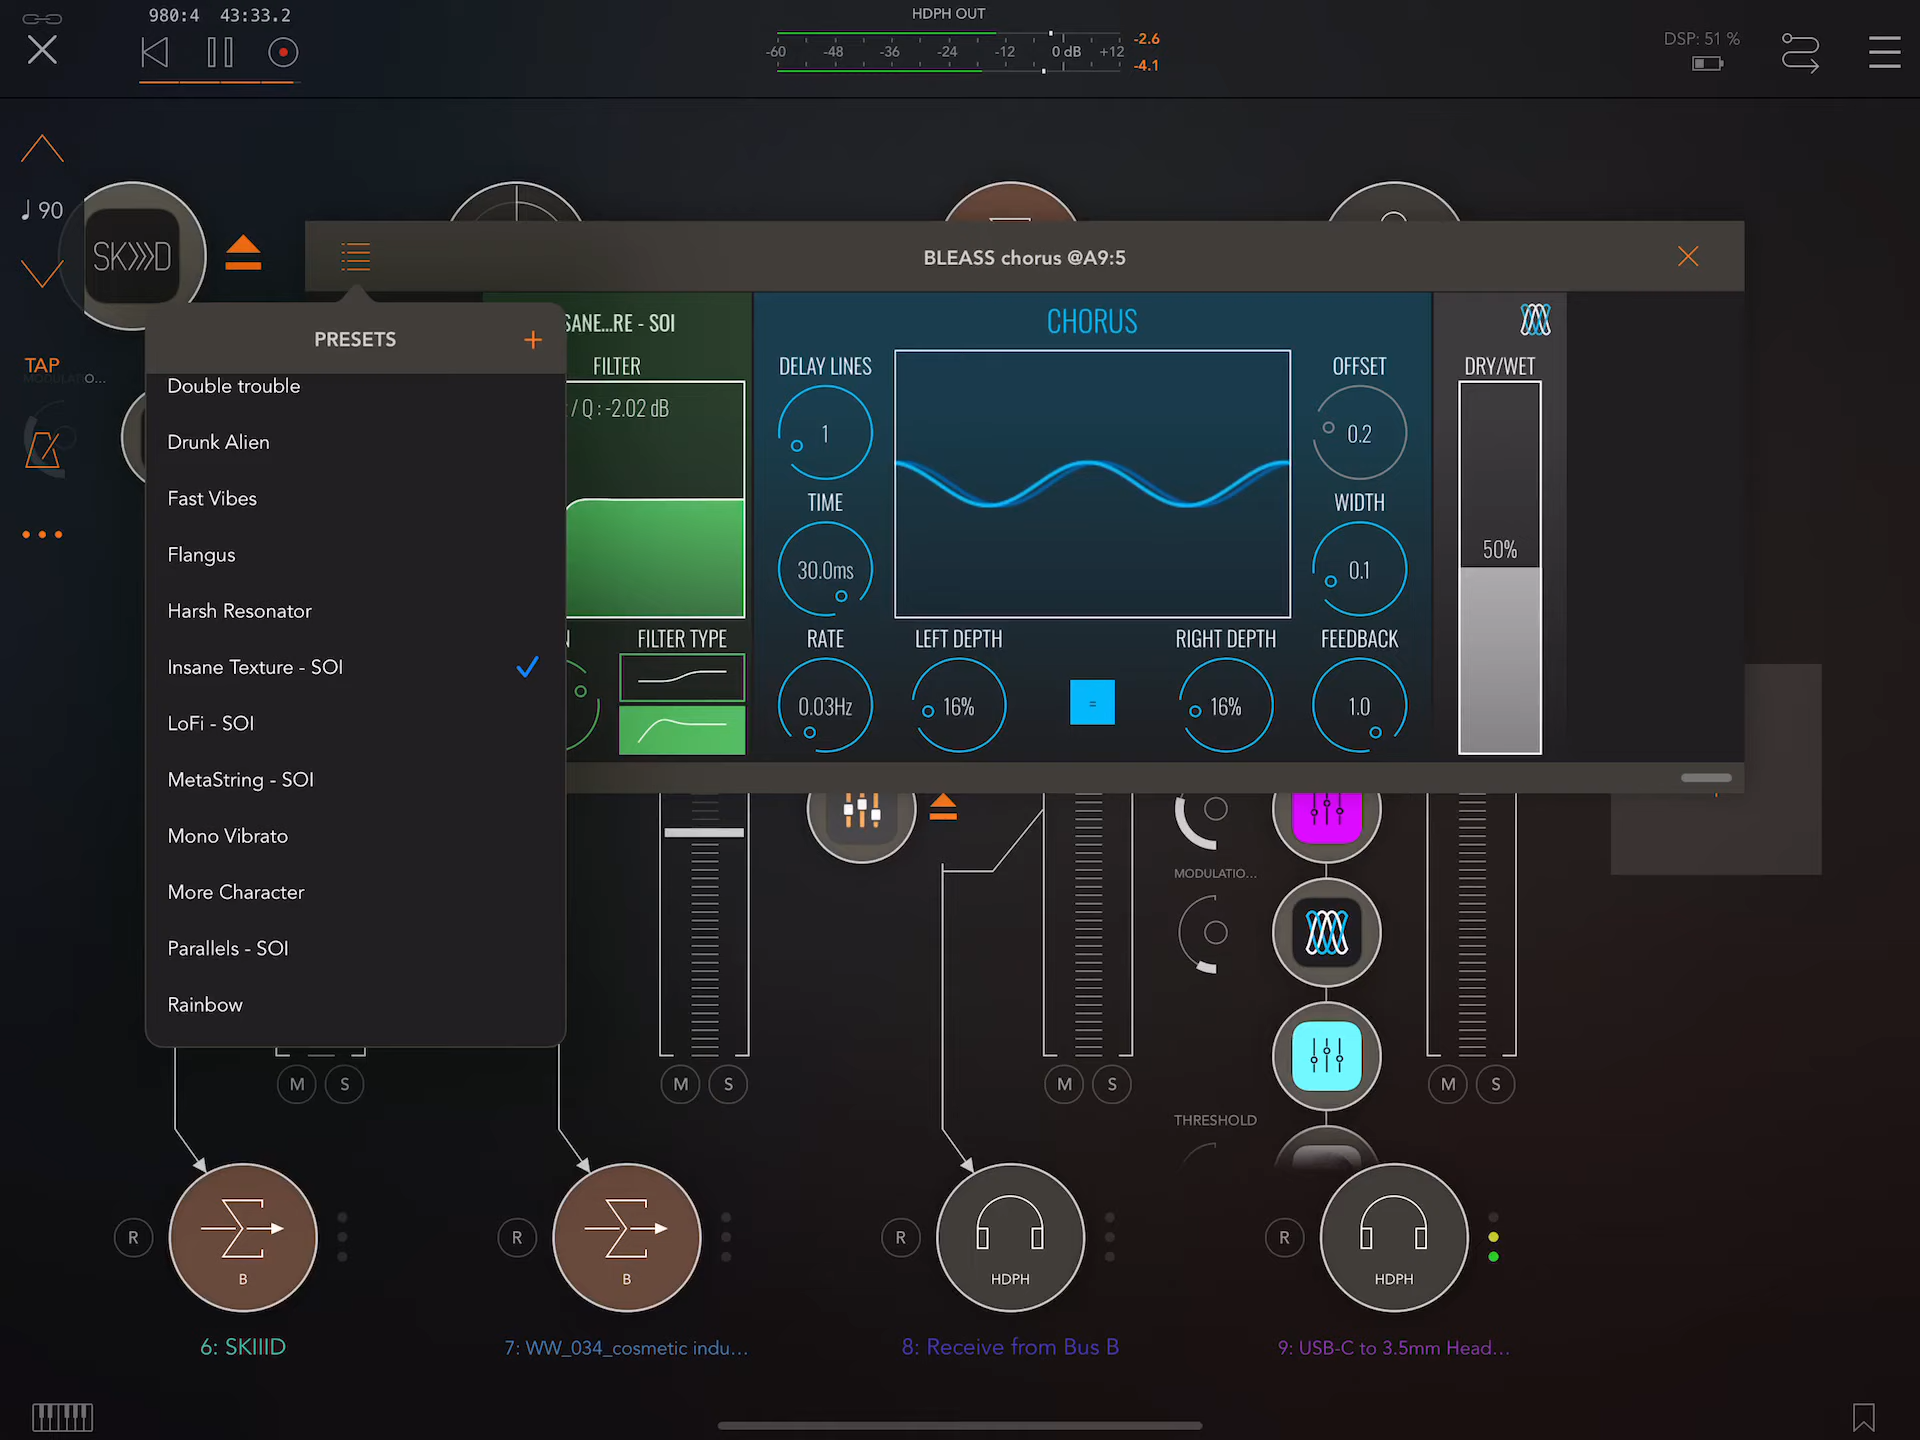 980:4 43:33.2
HDPH OUT
-60 -48 -36 -24 -12 0 dB +12
-2.6
-4.1
DSP: 51 %
90
SK D
BLEASS chorus @A9:5
TAP
MODULATIO...
PRESETS +
Double trouble
Drunk Alien
Fast Vibes
Flangus
Harsh Resonator
Insane Texture - SOI
LoFi - SOI
MetaString - SOI
Mono Vibrato
More Character
Parallels - SOI
Rainbow
SANE...RE - SOI
FILTER
/ Q : -2.02 dB
N
FILTER TYPE
CHORUS
DELAY LINES
1
TIME
30.0ms
RATE
0.03Hz
LEFT DEPTH
16%
=
RIGHT DEPTH
16%
OFFSET
0.2
WIDTH
0.1
FEEDBACK
1.0
DRY/WET
50%
MODULATIO...
THRESHOLD
M S
M S
M S
M S
R B
R B
R HDPH
R HDPH
6: SKIIID
7: WW_034_cosmetic indu...
8: Receive from Bus B
9: USB-C to 3.5mm Head...